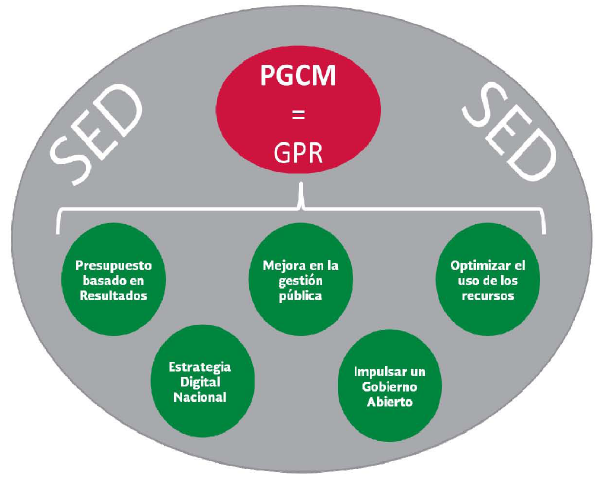 SED
PGCM
=
GPR
SED
Presupuesto
basado en
Resultados
Mejora en la
gestión
pública
Optimizar el
uso de los
recursos
Estrategia
Digital
Nacional
Impulsar un
Gobierno
Abierto